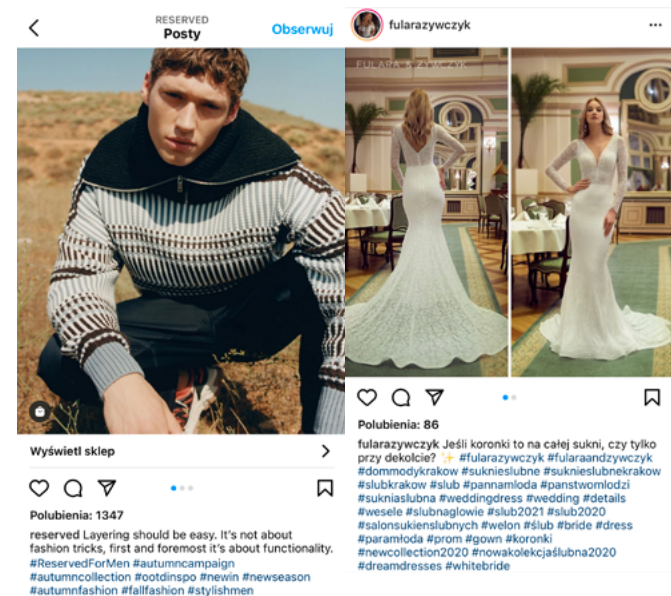 RESERVED
Posty
Obserwuj
Wyświetl sklep
Polubienia: 1347
reserved Layering should be easy. It's not about
fashion tricks, first and foremost it's about functionality.
#ReservedForMen #autumncampaign
#autumncollection #ootdinspo #newin #newseason
#autumnfashion #fallfashion #stylishmen
fularazywczyk
FULARA & ŻYWCZYK
Polubienia: 86
fularazywczyk Jeśli koronki to na całej sukni, czy tylko
przy dekolcie? ✨ #fularazywczyk #fularaandzywczyk
#dommodykrakow #suknieslubne #suknieslubnekrakow
#slubkrakow #slub #pannamloda #panstwomlodzi
#sukniaslubna #weddingdress #wedding #details
#wesele #slubnaglowie #slub2021 #slub2020
#salonsukienslubnych #welon #ślub #bride #dress
#paramłoda #prom #gown #koronki
#newcollection2020 #nowakolekcjaślubna2020
#dreamdresses #whitebride